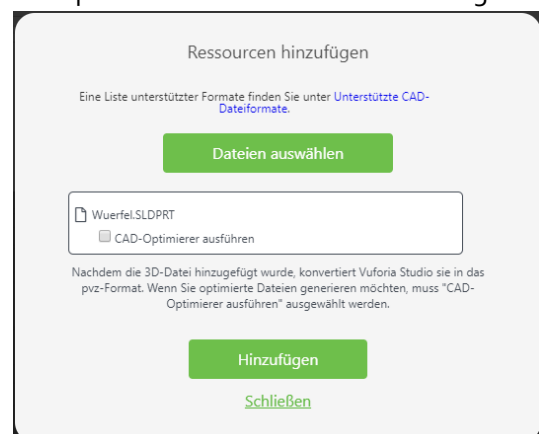 Ressourcen hinzufügen
Eine Liste unterstützter Formate finden Sie unter Unterstützte CAD-
Dateiformate.
Dateien auswählen
Wuerfel.SLDPRT
CAD-Optimierer ausführen
Nachdem die 3D-Datei hinzugefügt wurde, konvertiert Vuforia Studio sie in das
pvz-Format. Wenn Sie optimierte Dateien generieren möchten, muss "CAD-
Optimierer ausführen" ausgewählt werden.
Hinzufügen
Schließen